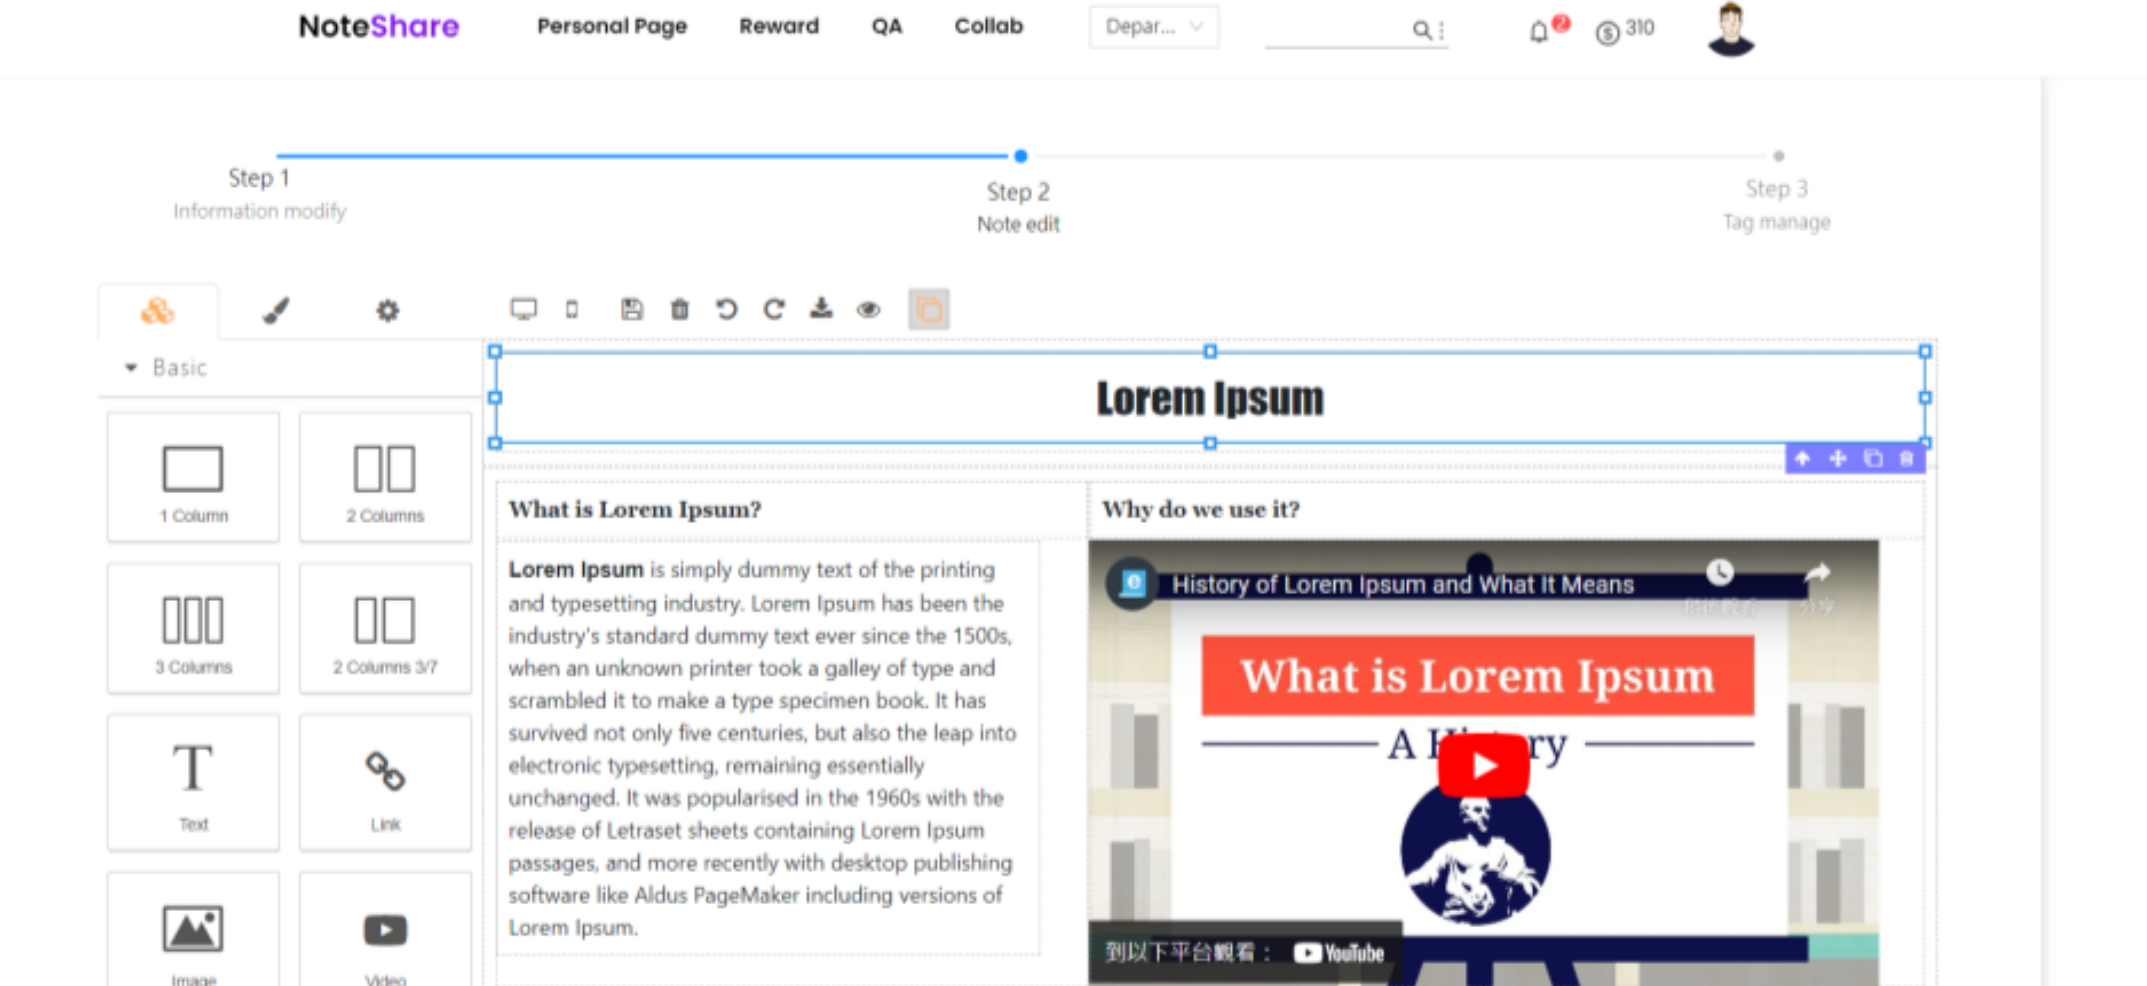 NoteShare
Personal Page
Reward
QA
Collab
Depar...
2
310
Step 1
Information modify
Step 2
Note edit
Step 3
Tag manage
Basic
1 Column
2 Columns
3 Columns
2 Columns 3/7
Text
Link
Image
Video
Lorem Ipsum
What is Lorem Ipsum?
Lorem Ipsum is simply dummy text of the printing
and typesetting industry. Lorem Ipsum has been the
industry's standard dummy text ever since the 1500s,
when an unknown printer took a galley of type and
scrambled it to make a type specimen book. It has
survived not only five centuries, but also the leap into
electronic typesetting, remaining essentially
unchanged. It was popularised in the 1960s with the
release of Letraset sheets containing Lorem Ipsum
passages, and more recently with desktop publishing
software like Aldus PageMaker including versions of
Lorem Ipsum.
Why do we use it?
History of Lorem Ipsum and What It Means
分享
What is Lorem Ipsum
到以下平台觀看：
YouTube